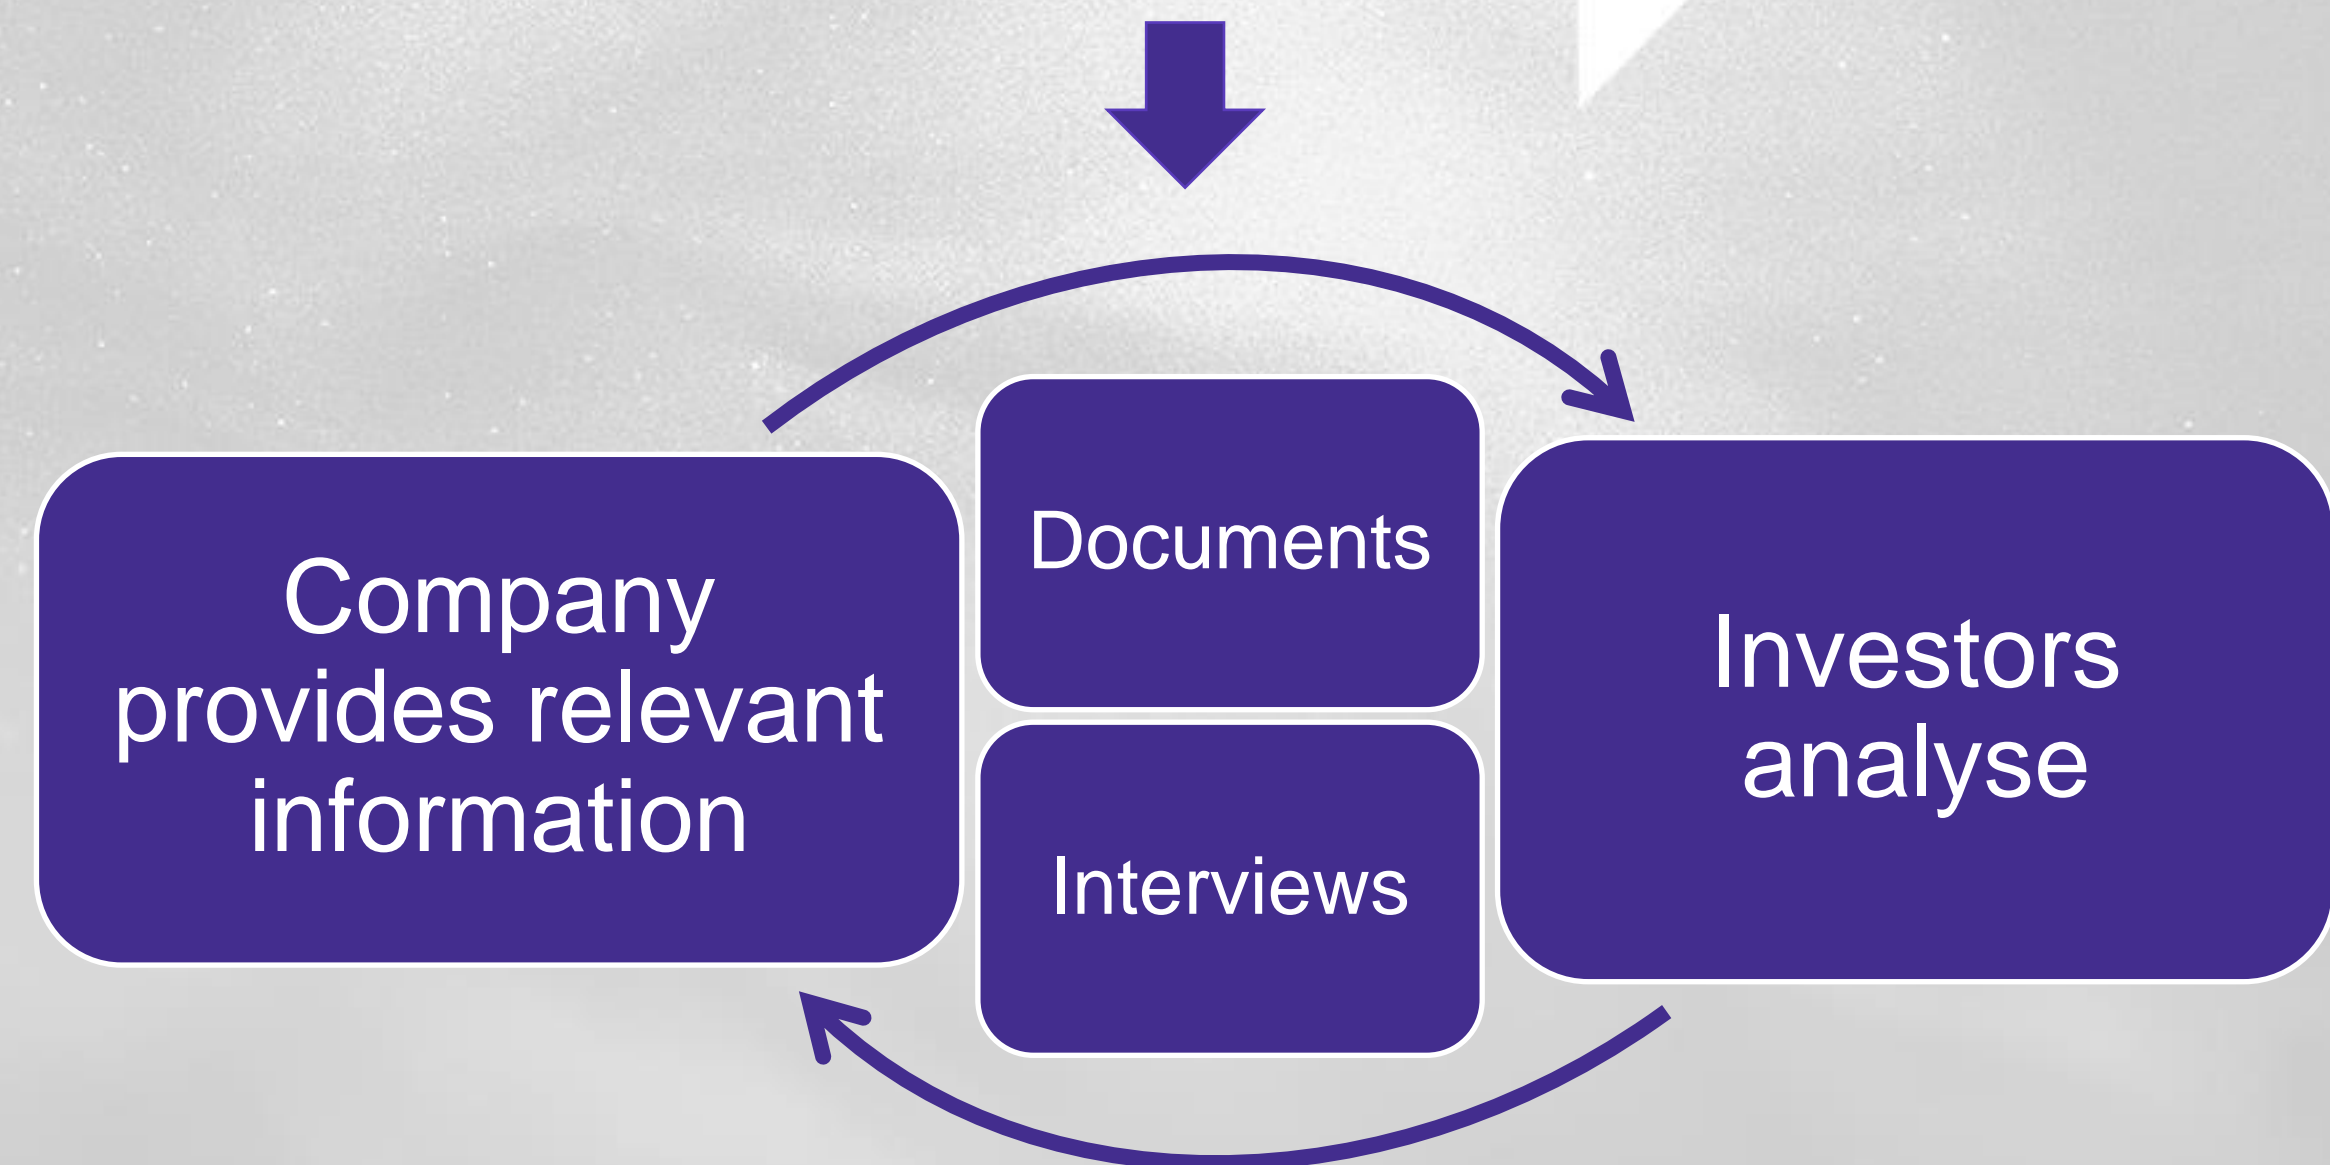 Company
provides relevant
information
Documents
Interviews
Investors
analyse